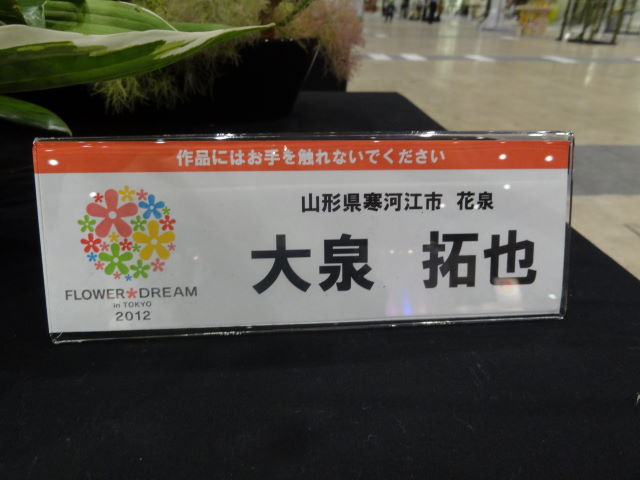 作品にはお手を触れないでください
山形県寒河江市 花泉
大泉 拓也
FLOWER*DREAM
in TOKYO
2012